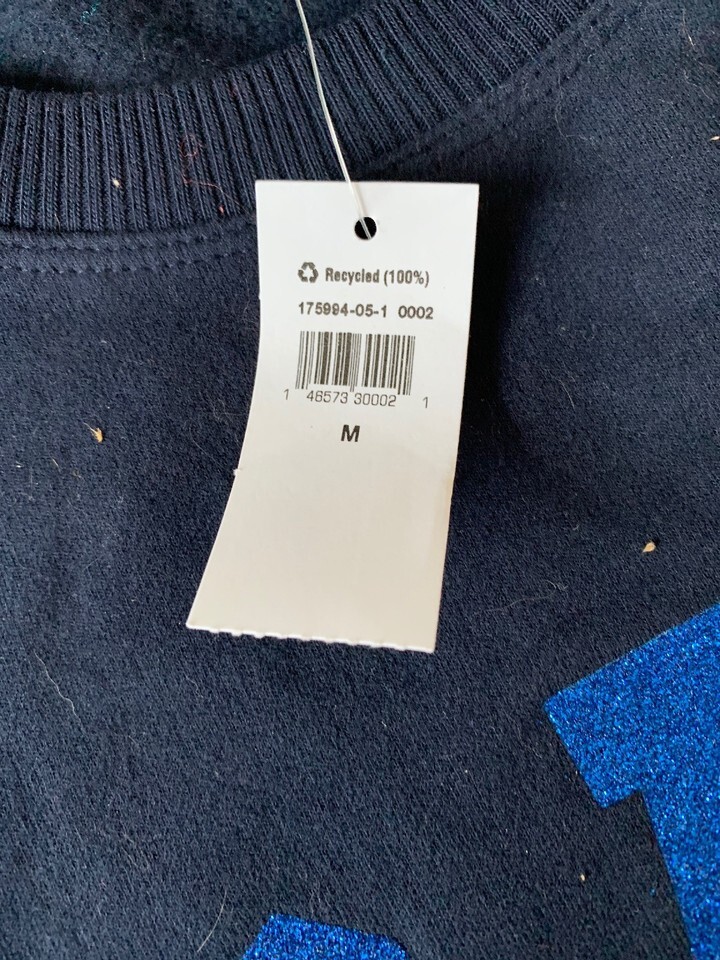 Recycled (100%)
175994-05-1 0002
1 46573 30002 1
M